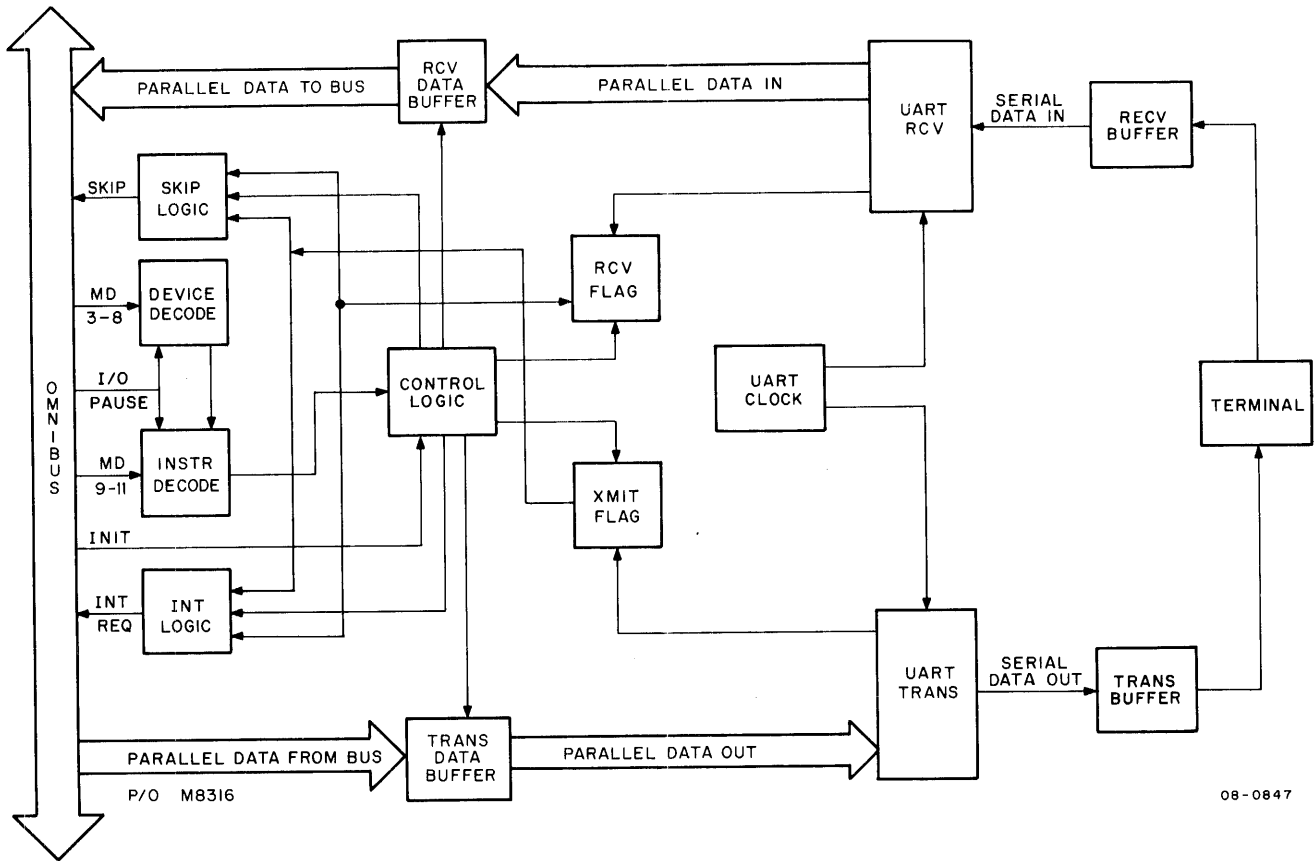 PARALLEL DATA TO BUS
RCV
DATA
BUFFER
PARALLEL DATA IN
UART
RCV
SERIAL
DATA IN
RECV
BUFFER
SKIP
SKIP
LOGIC
RCV
FLAG
MD
3-8
DEVICE
DECODE
I/O
PAUSE
CONTROL
LOGIC
UART
CLOCK
TERMINAL
OMNIBUS
MD
9-11
INSTR
DECODE
XMIT
FLAG
INIT
INT
REQ
INT
LOGIC
UART
TRANS
SERIAL
DATA OUT
TRANS
BUFFER
PARALLEL DATA FROM BUS
TRANS
DATA
BUFFER
PARALLEL DATA OUT
P/O M8316
08-0847